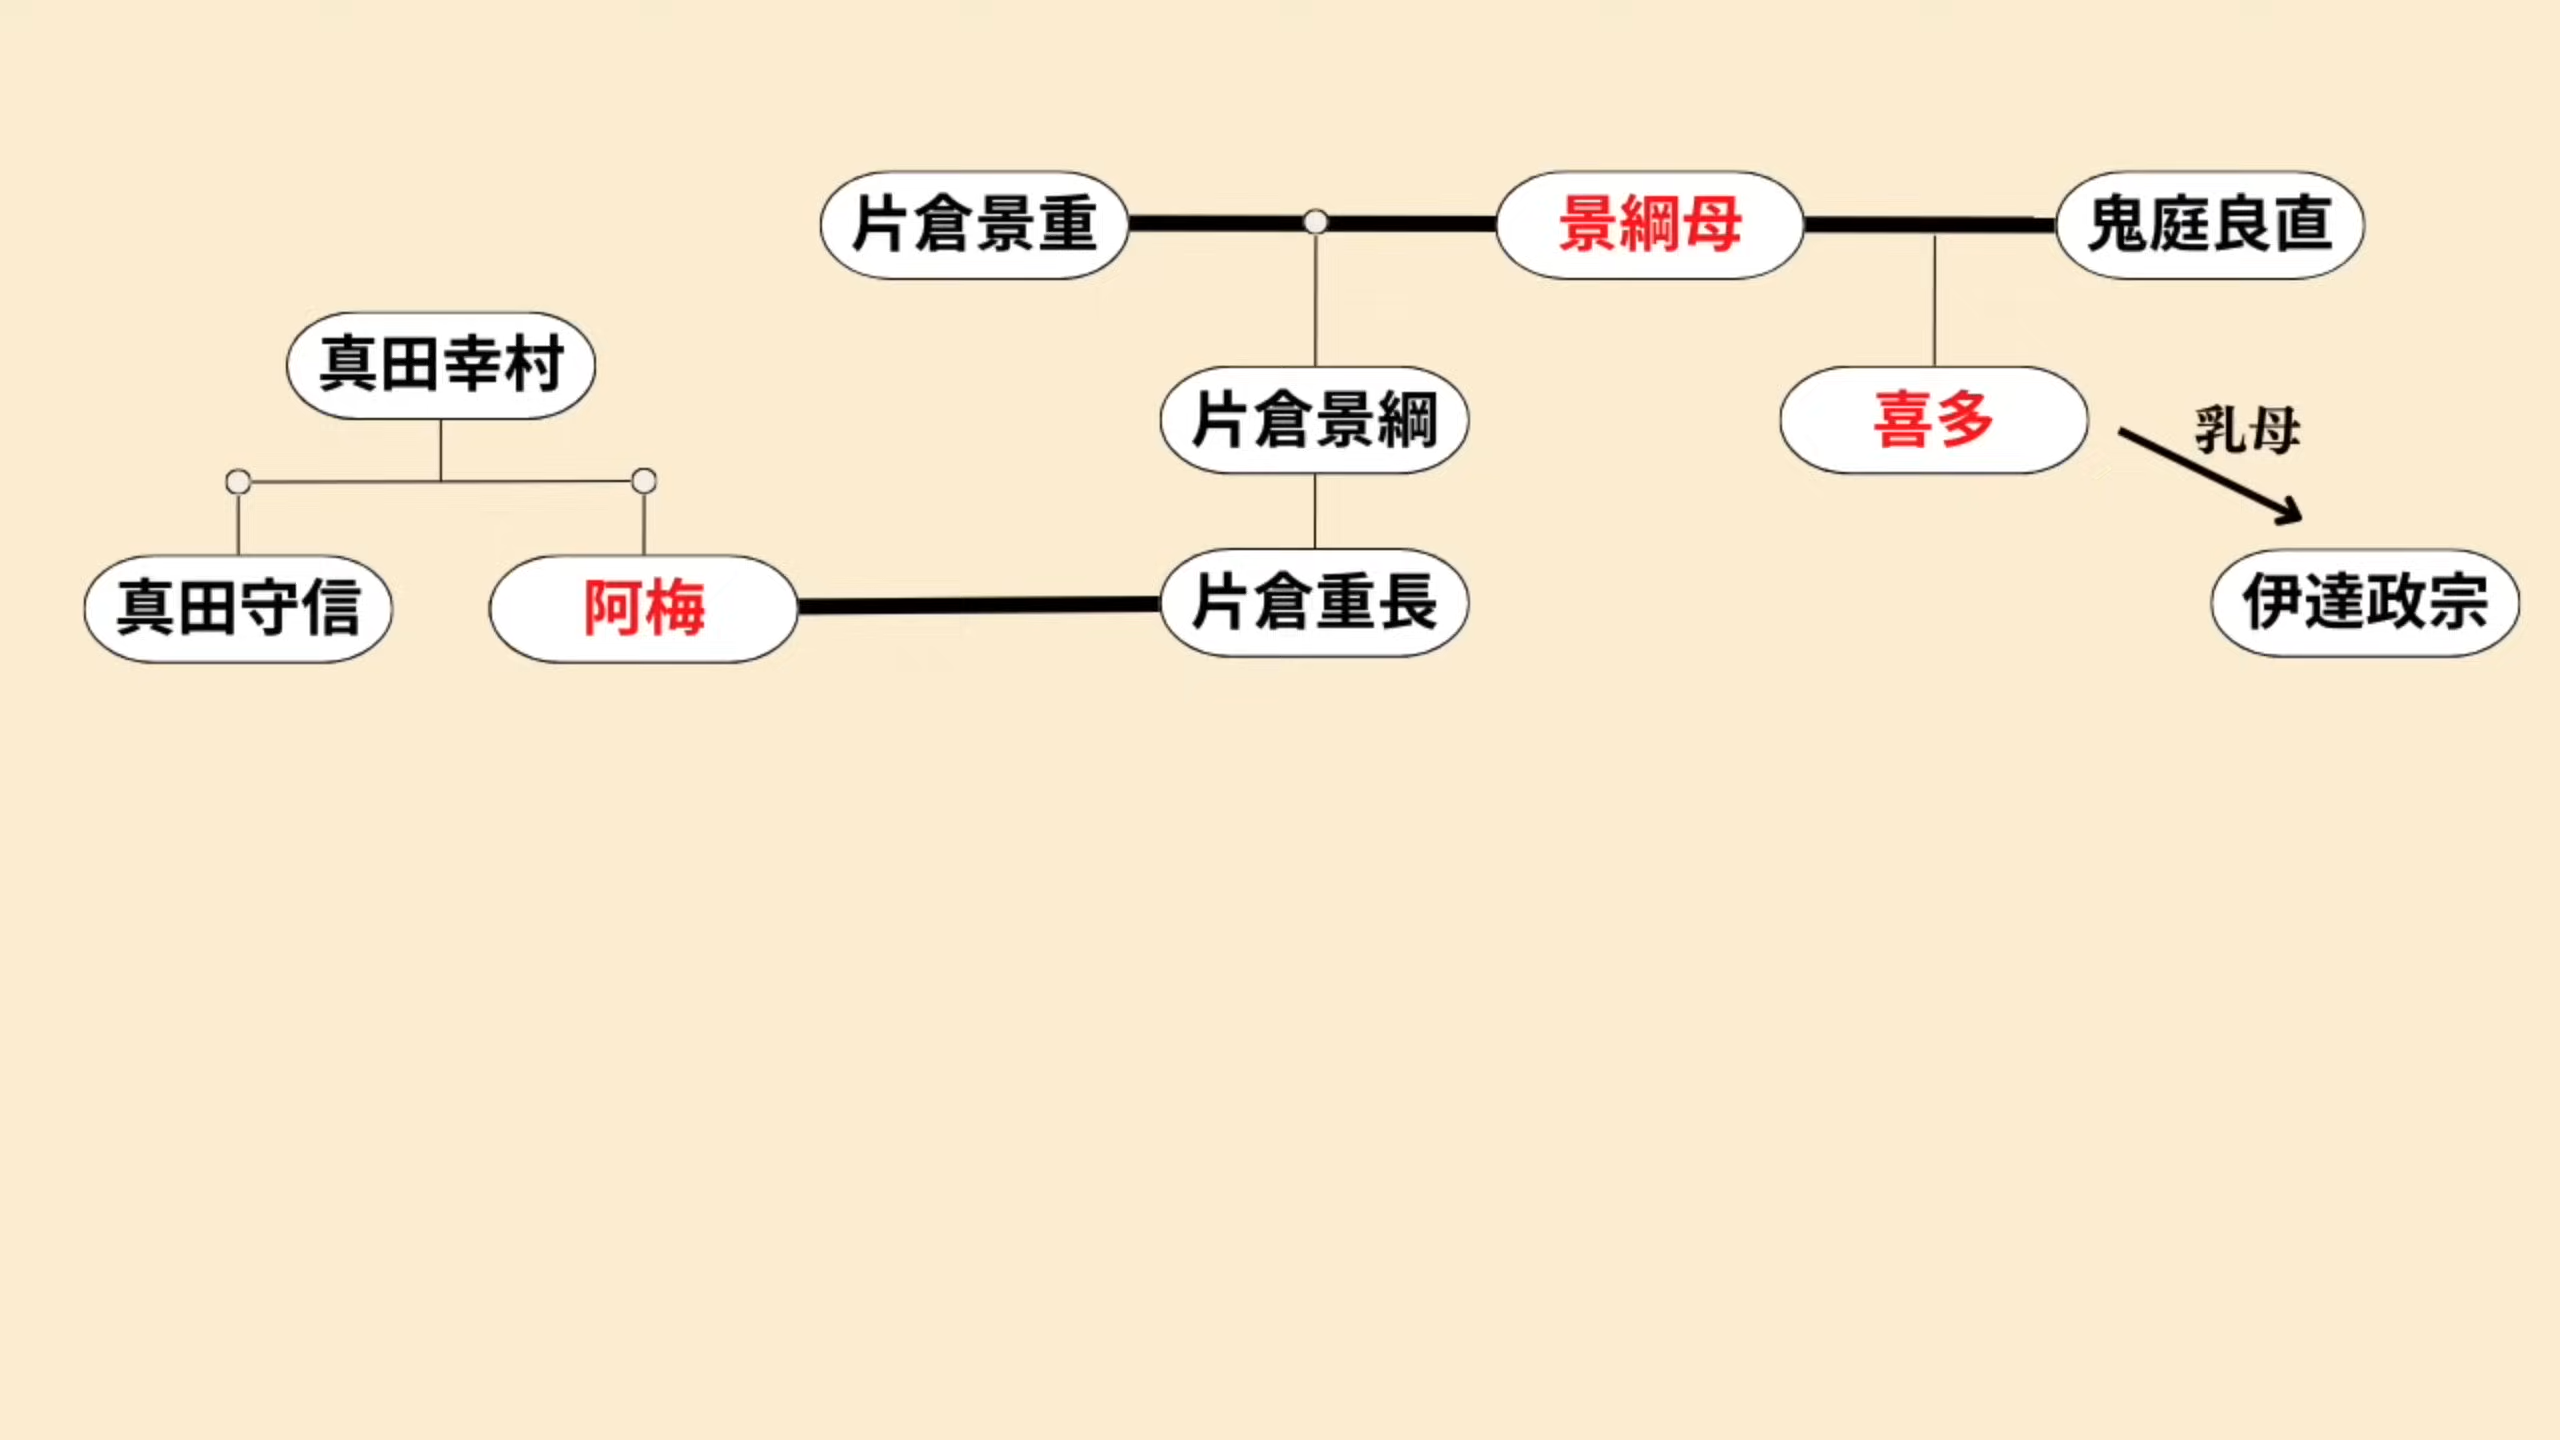 片倉景重
景綱母
鬼庭良直
真田幸村
片倉景綱
喜多
乳母
真田守信
阿梅
片倉重長
伊達政宗